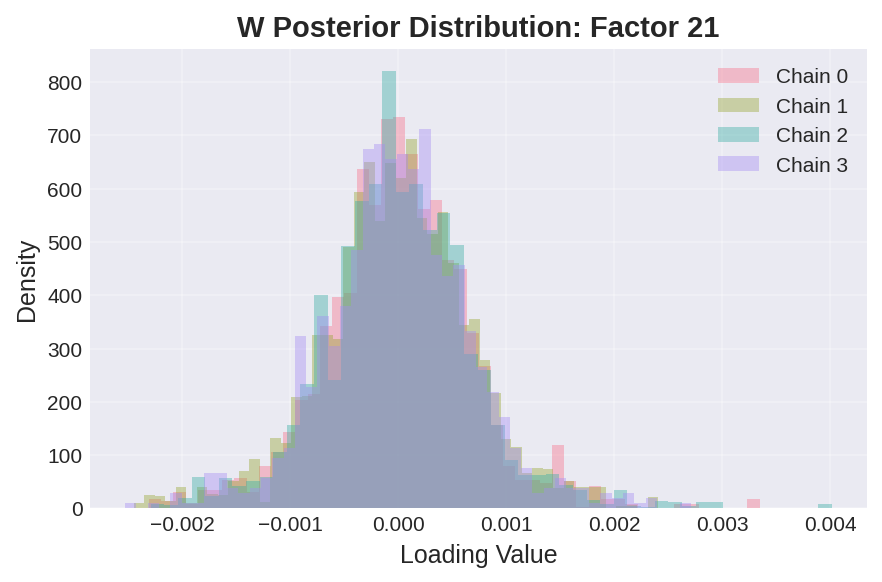 W Posterior Distribution: Factor 21
Chain 0
Chain 1
Chain 2
Chain 3
Density
800
700
600
500
400
300
200
100
0
−0.002 −0.001 0.000 0.001 0.002 0.003 0.004
Loading Value